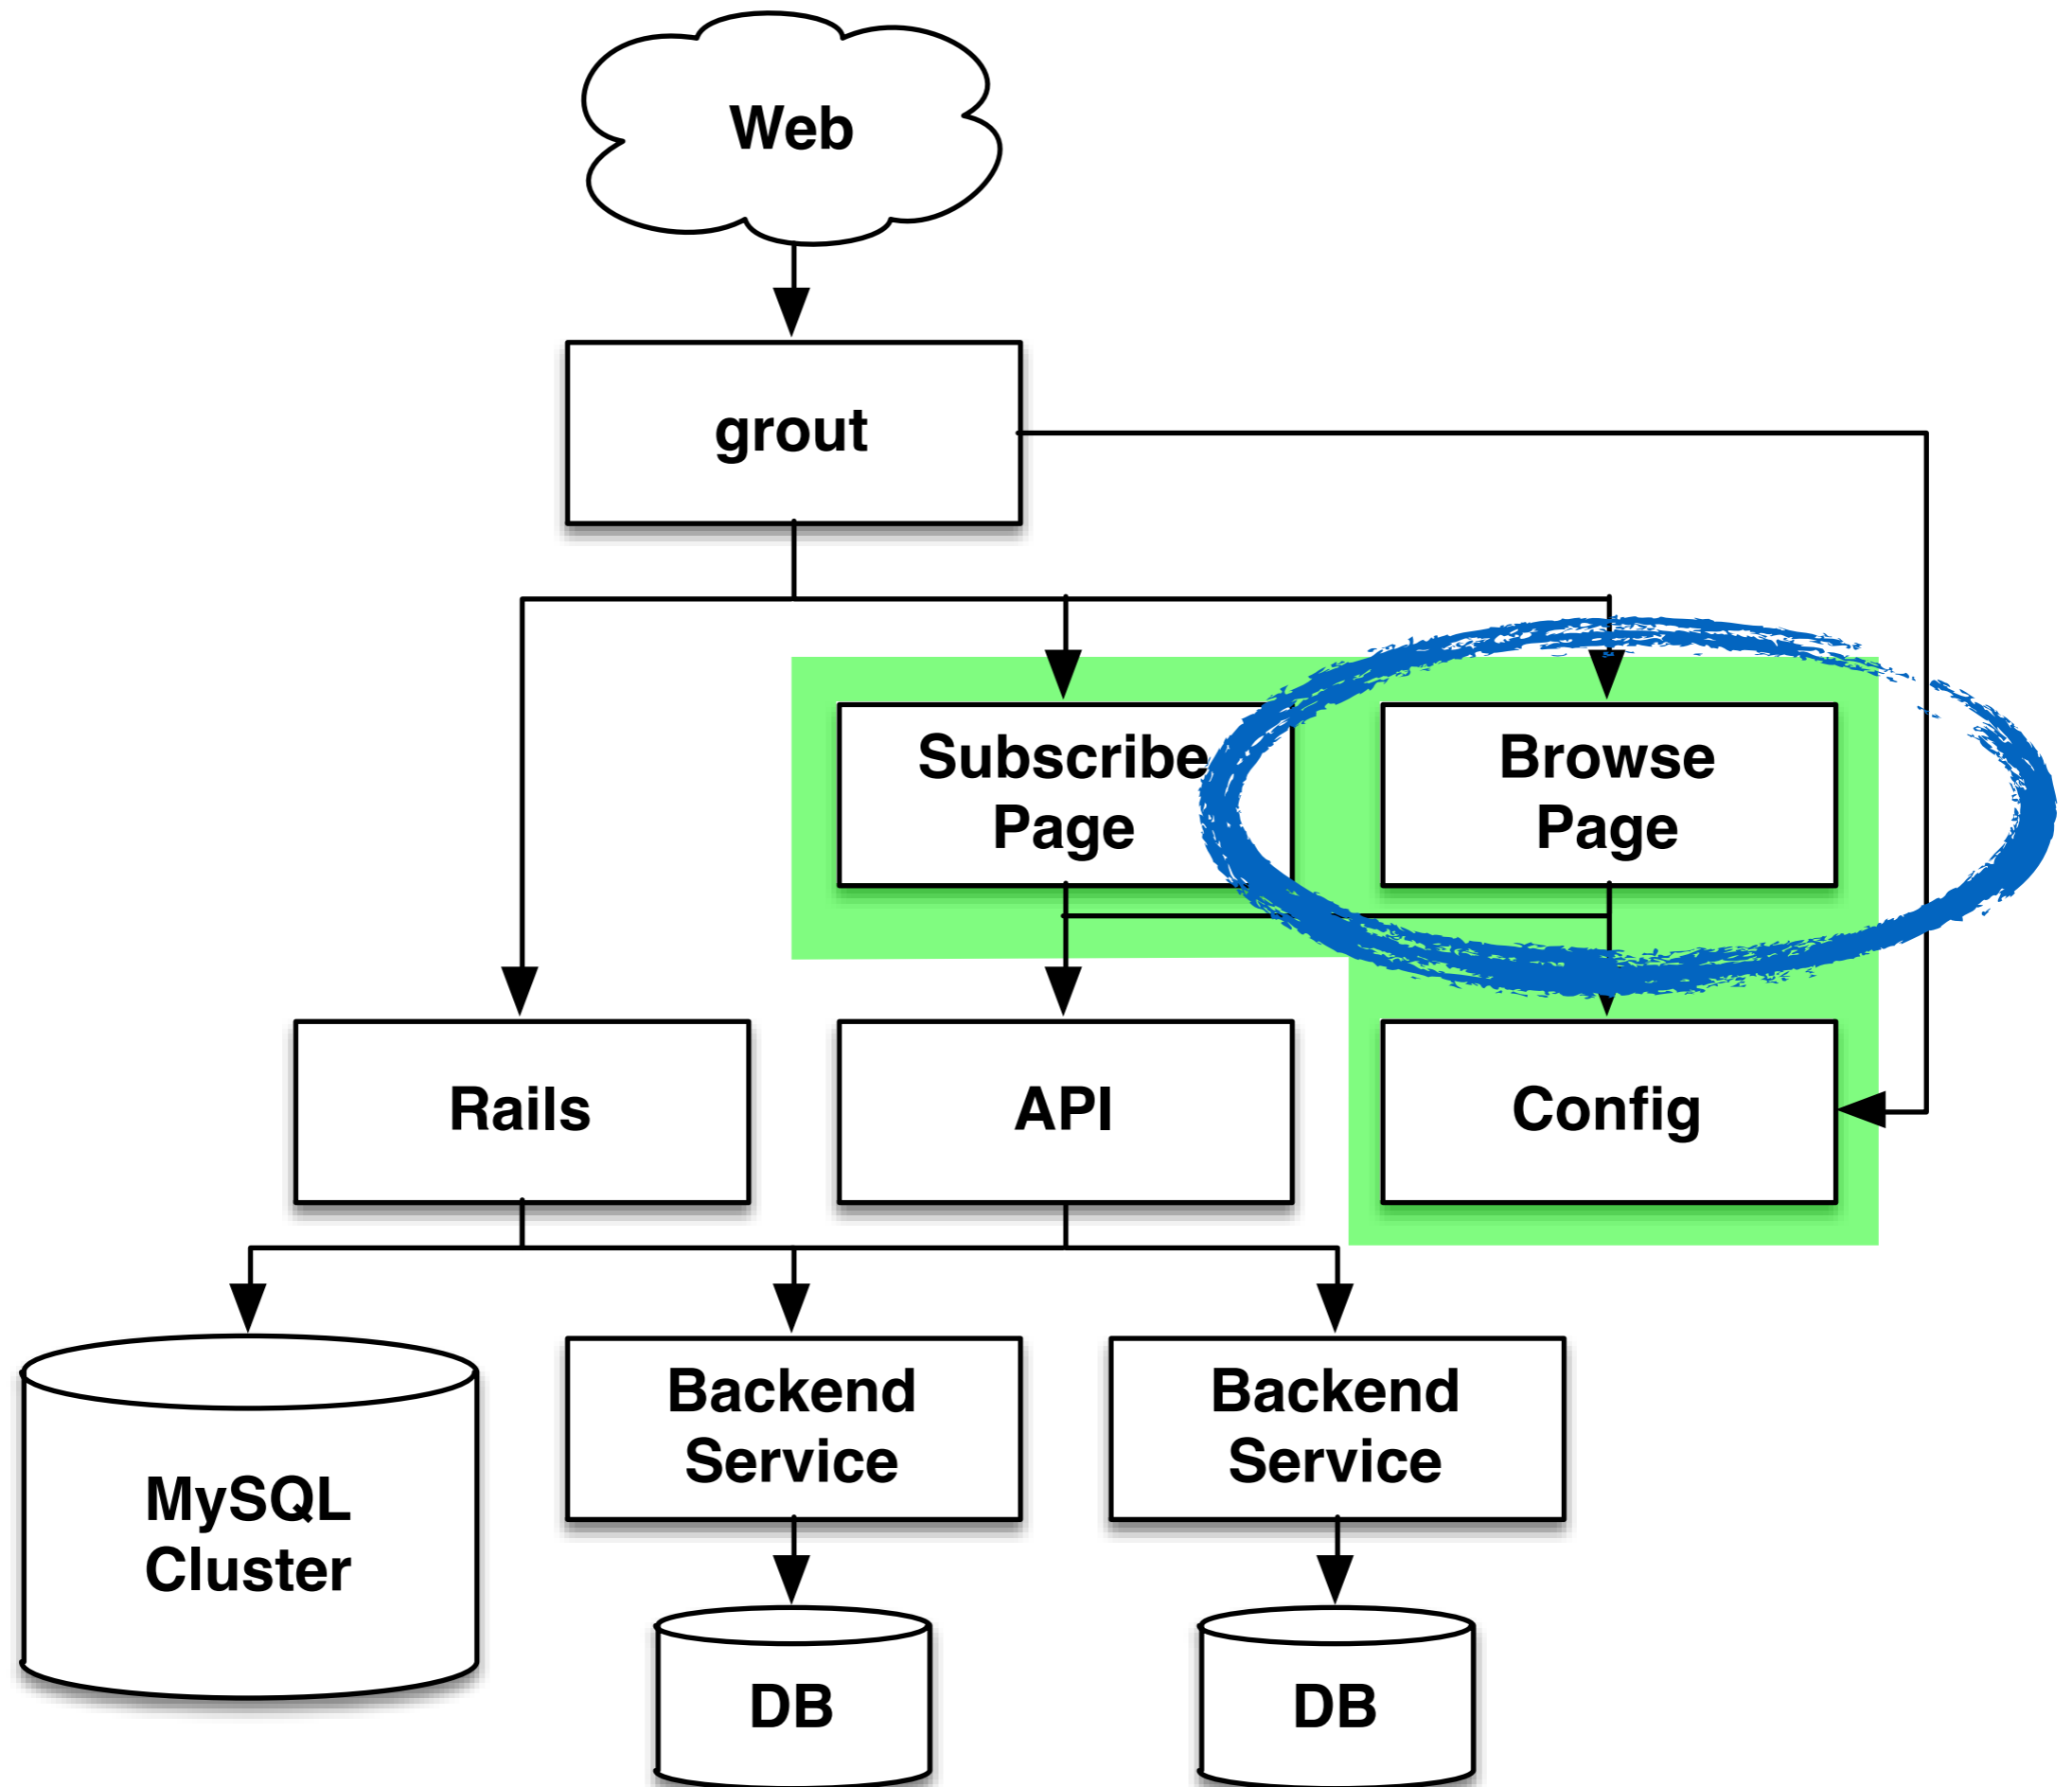 Web
grout
Subscribe
Page
Browse
Page
Rails
API
Config
MySQL
Cluster
Backend
Service
Backend
Service
DB
DB